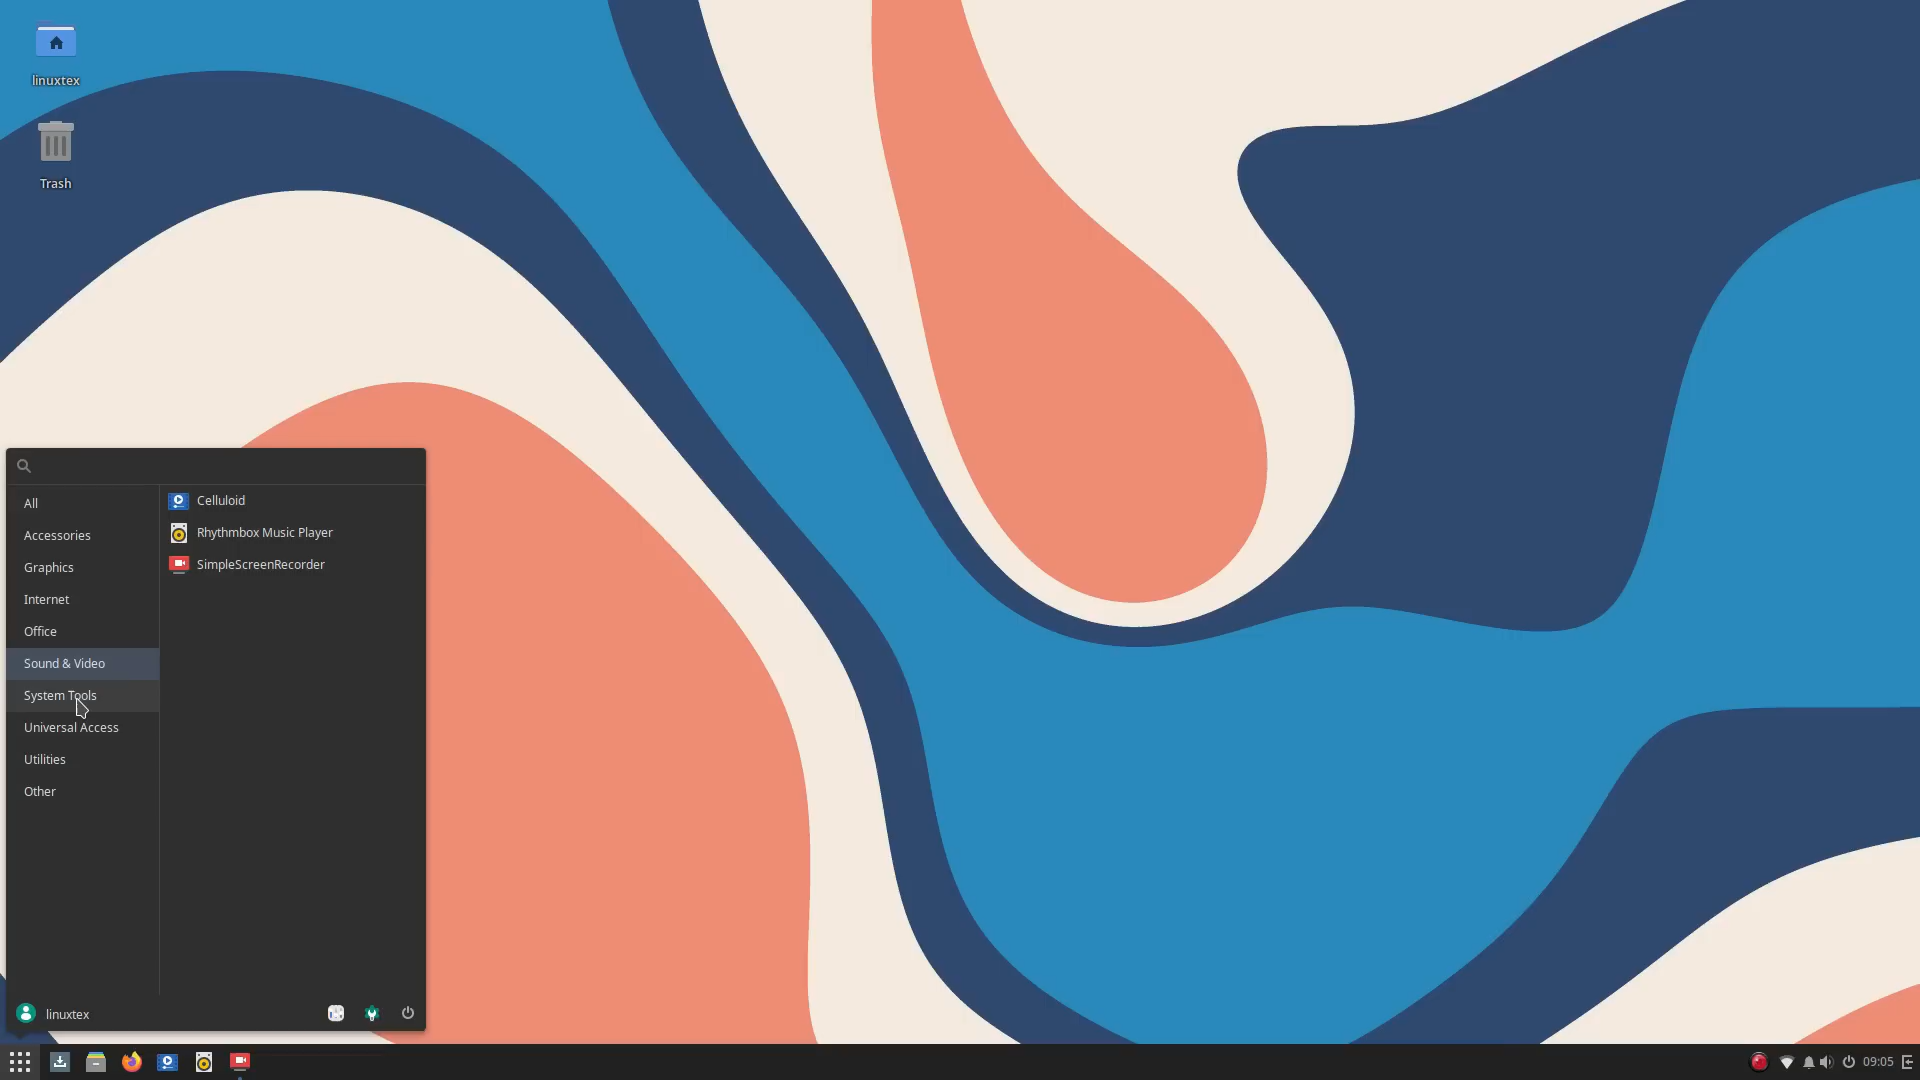 linuxtex
Trash
All
Accessories
Graphics
Internet
Office
Sound & Video
System Tools
Universal Access
Utilities
Other
Celluloid
Rhythmbox Music Player
SimpleScreenRecorder
linuxtex
09:05